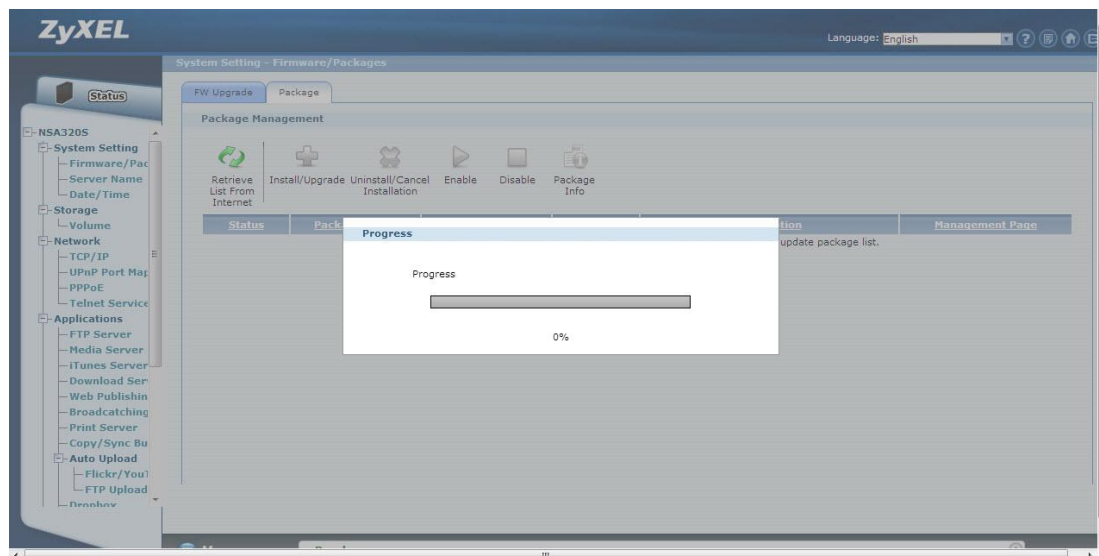 ZyXEL
Language: English
System Setting - Firmware/Packages
Status
FW Upgrade
Package
Package Management
NSA320S
System Setting
Firmware/Pac
Server Name
Date/Time
Storage
Volume
Network
TCP/IP
UPnP Port Map
PPPoE
Telnet Service
Applications
FTP Server
Media Server
iTunes Server
Download Ser
Web Publishin
Broadcatching
Print Server
Copy/Sync Bu
Auto Upload
Flickr/YouT
FTP Upload
Dropbox
Retrieve List From Internet
Install/Upgrade
Uninstall/Cancel Installation
Enable
Disable
Package Info
Status
Pack
tion
Management Page
update package list.
Progress
Progress
0%